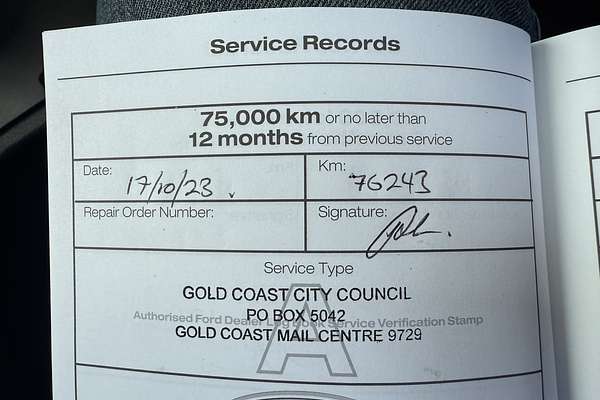 Service Records
75,000 km or no later than
12 months from previous service
Date: 17/10/23
Km: 76243
Repair Order Number:
Signature:
Service Type
A
GOLD COAST CITY COUNCIL
PO BOX 5042
Authorised Ford Dealer Log Book Service Verification Stamp
GOLD COAST MAIL CENTRE 9729